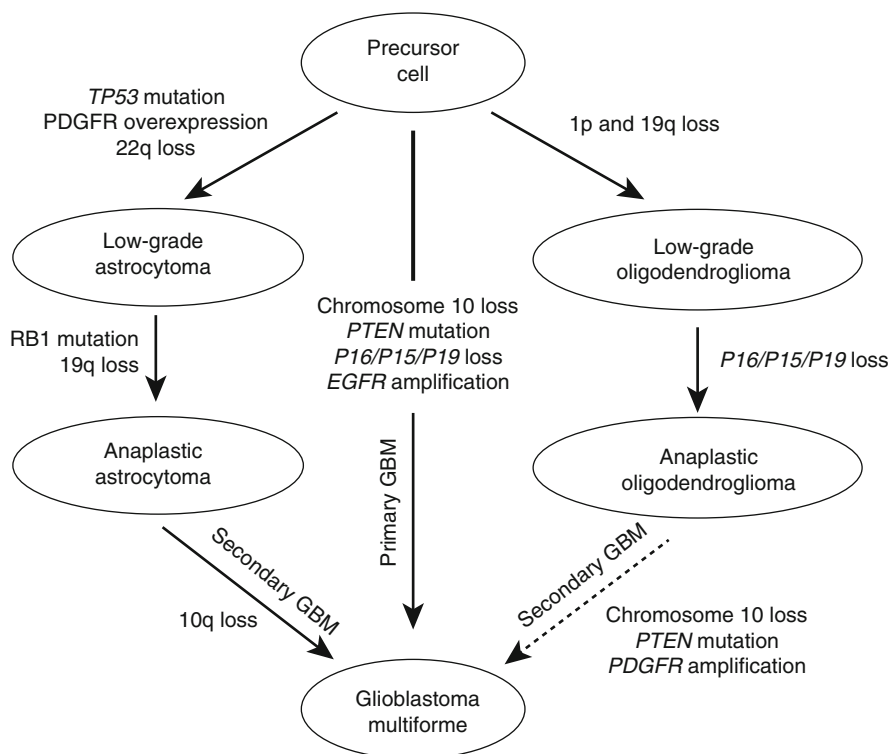 Precursor
cell
TP53 mutation
PDGFR overexpression
22q loss
1p and 19q loss
Low-grade
astrocytoma
Low-grade
oligodendroglioma
Chromosome 10 loss
PTEN mutation
P16/P15/P19 loss
EGFR amplification
RB1 mutation
19q loss
P16/P15/P19 loss
Anaplastic
astrocytoma
Primary GBM
Anaplastic
oligodendroglioma
Secondary GBM
10q loss
Secondary GBM
Chromosome 10 loss
PTEN mutation
PDGFR amplification
Glioblastoma
multiforme